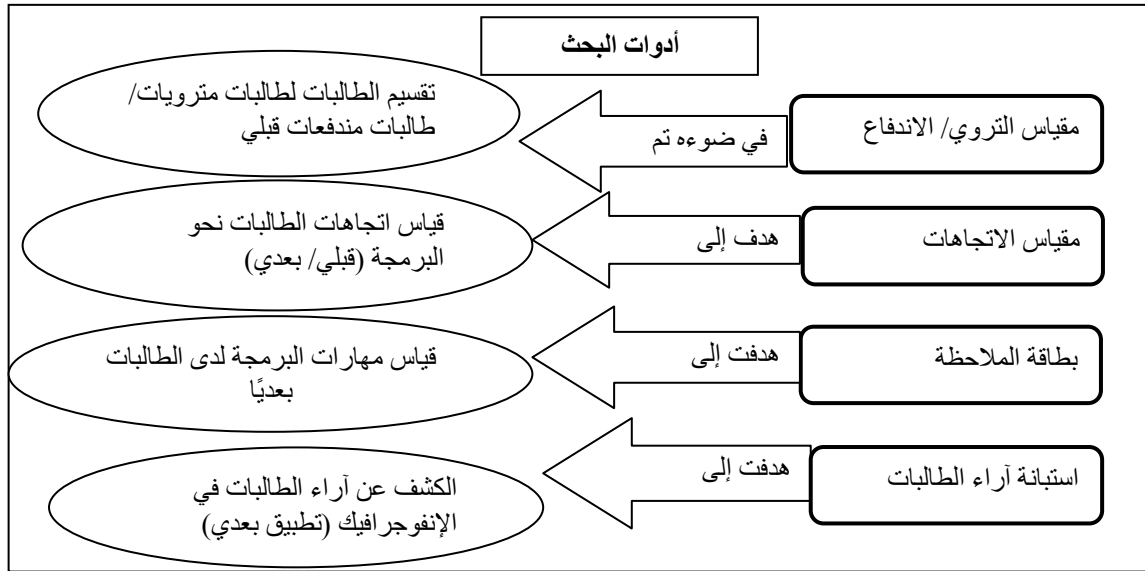 أدوات البحث
مقياس التروي/ الاندفاع
في ضوءه تم
تقسيم الطالبات لطالبات مترويات/
طالبات مندفعات قبلي
مقياس الاتجاهات
هدف إلى
قياس اتجاهات الطالبات نحو
البرمجة (قبلي/ بعدي)
بطاقة الملاحظة
هدفت إلى
قياس مهارات البرمجة لدى الطالبات
بعديًا
استبانة آراء الطالبات
هدفت إلى
الكشف عن آراء الطالبات في
الإنفوجرافيك (تطبيق بعدي)